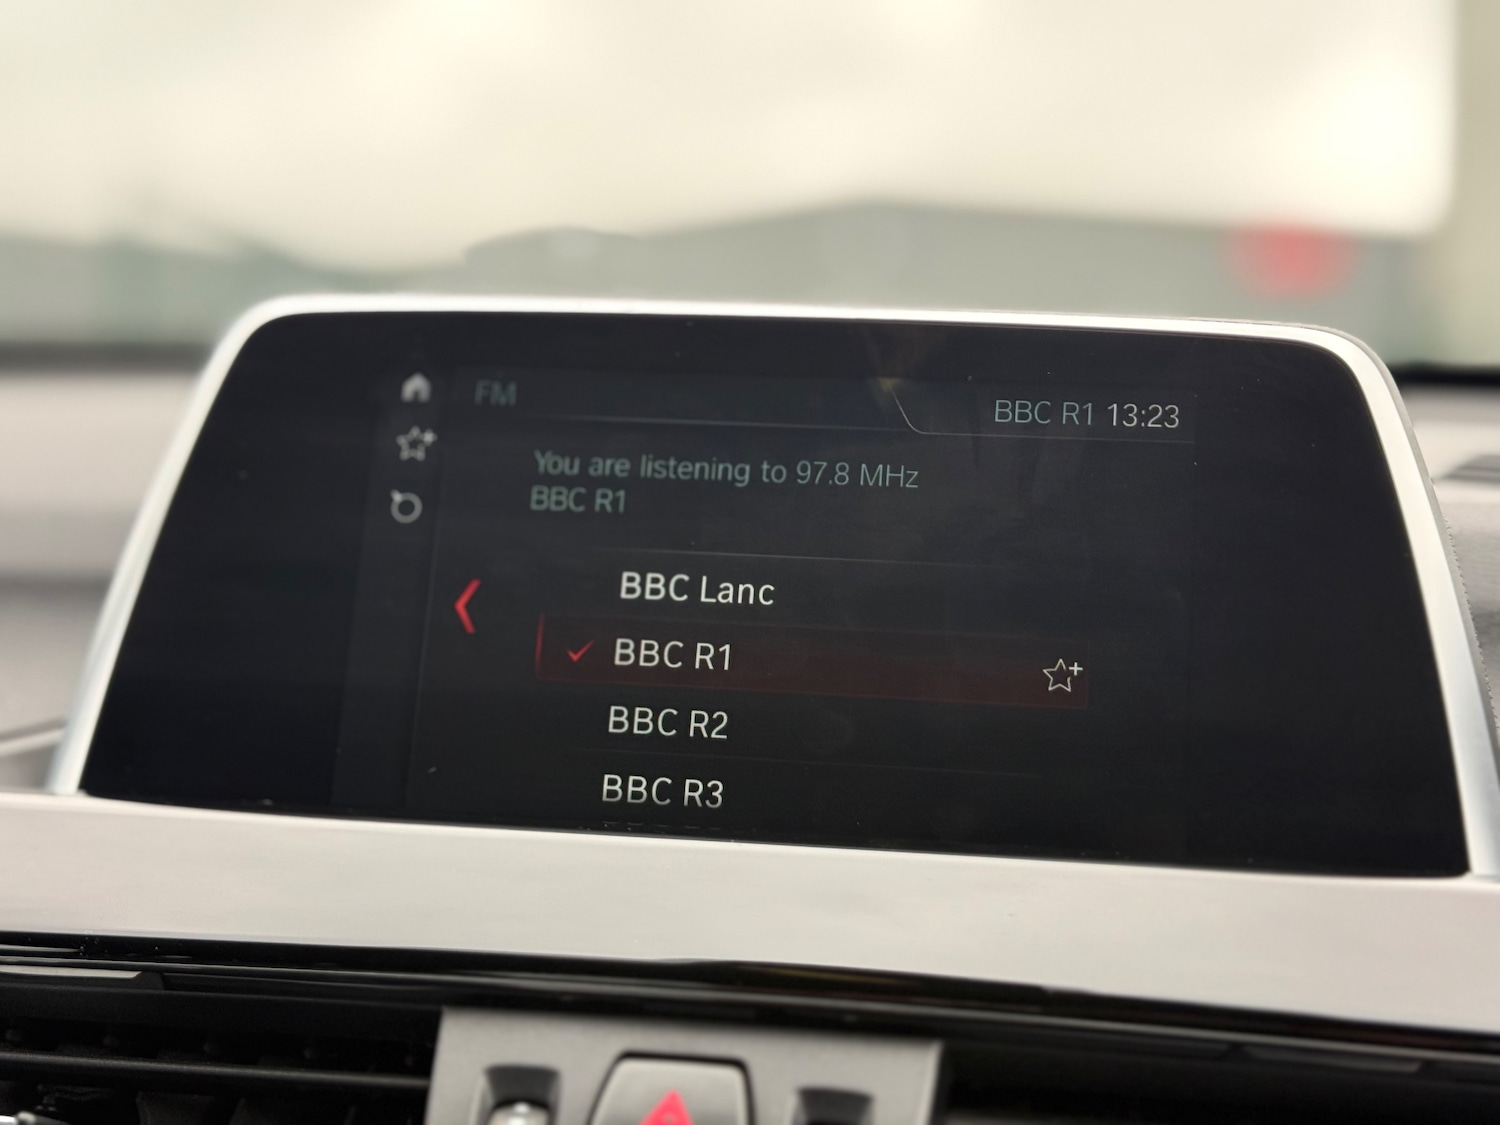 FM
BBC R1 13:23
You are listening to 97.8 MHz
BBC R1
BBC Lanc
BBC R1
BBC R2
BBC R3